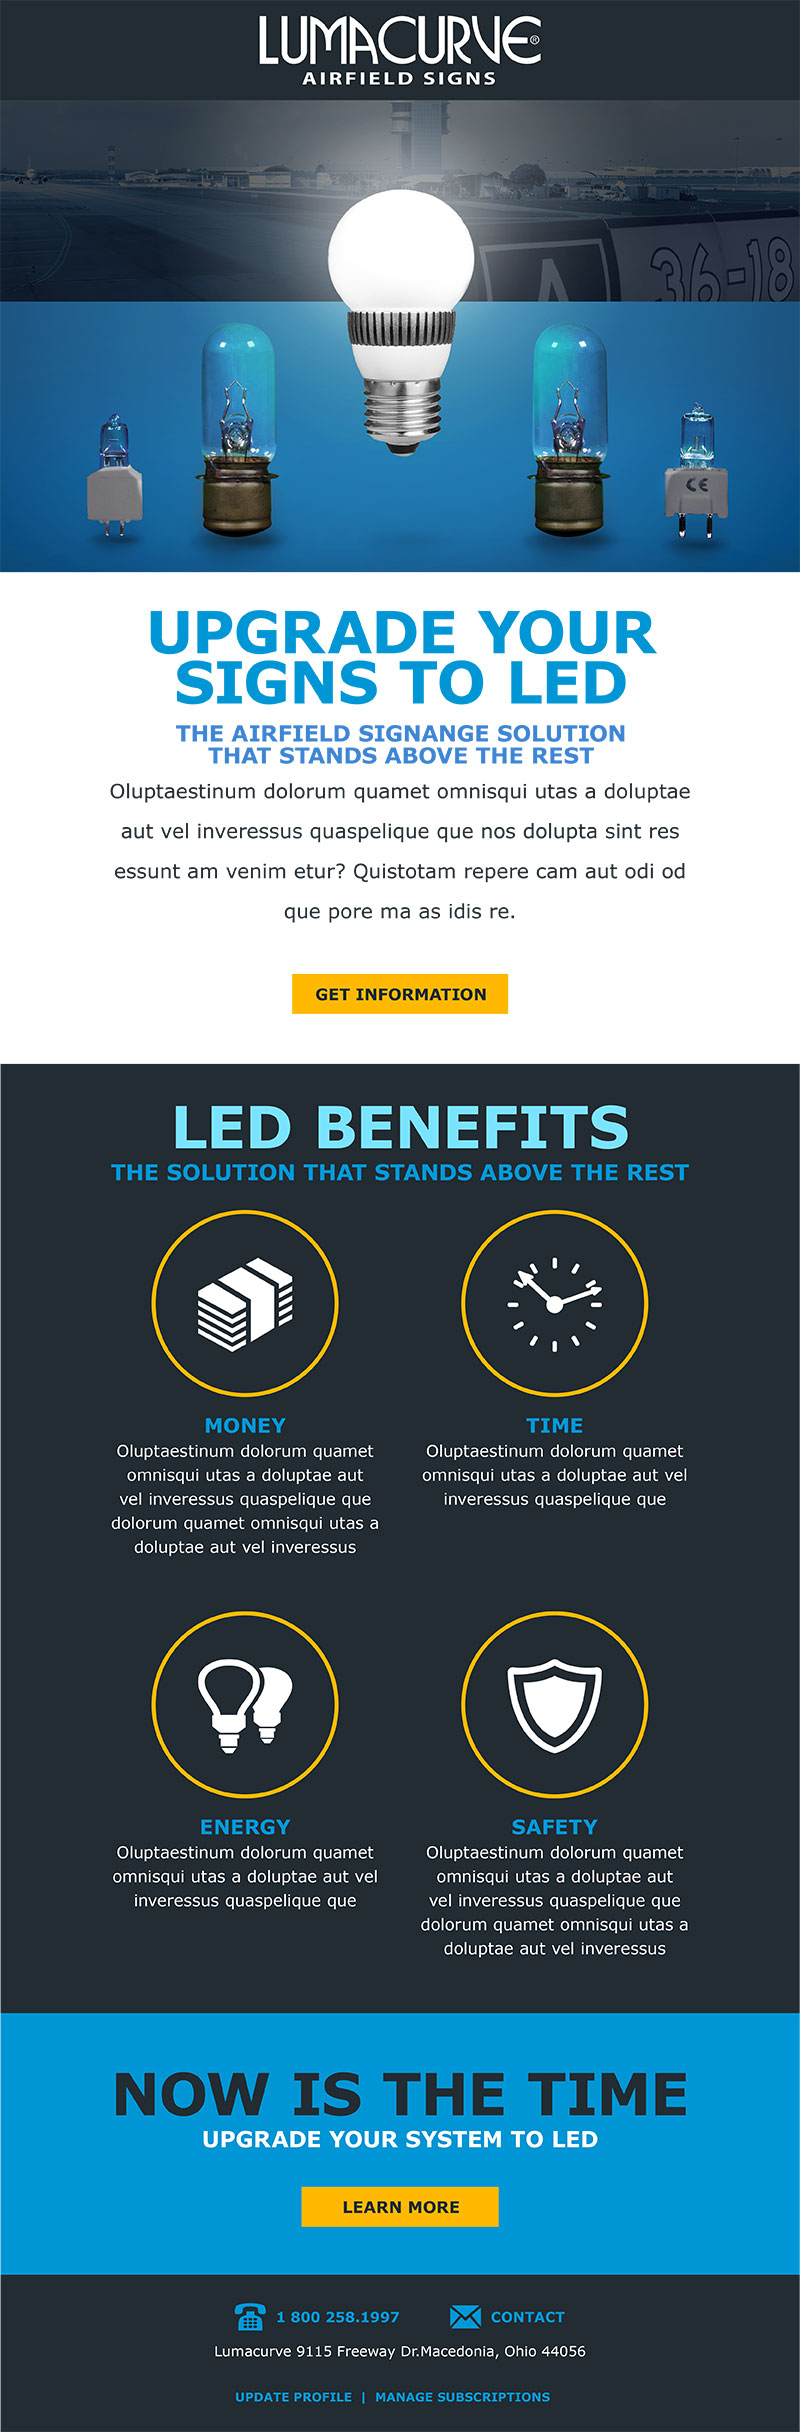 LUMACURVE®
AIRFIELD SIGNS
A
36-18
CE
UPGRADE YOUR
SIGNS TO LED
THE AIRFIELD SIGNANGE SOLUTION
THAT STANDS ABOVE THE REST
Oluptaestinum dolorum quamet omnisqui utas a doluptae
aut vel inveressus quaspelique que nos dolupta sint res
essunt am venim etur? Quistotam repere cam aut odi od
que pore ma as idis re.
GET INFORMATION
LED BENEFITS
THE SOLUTION THAT STANDS ABOVE THE REST
MONEY
Oluptaestinum dolorum quamet
omnisqui utas a doluptae aut
vel inveressus quaspelique que
dolorum quamet omnisqui utas a
doluptae aut vel inveressus
TIME
Oluptaestinum dolorum quamet
omnisqui utas a doluptae aut vel
inveressus quaspelique que
ENERGY
Oluptaestinum dolorum quamet
omnisqui utas a doluptae aut vel
inveressus quaspelique que
SAFETY
Oluptaestinum dolorum quamet
omnisqui utas a doluptae aut
vel inveressus quaspelique que
dolorum quamet omnisqui utas a
doluptae aut vel inveressus
NOW IS THE TIME
UPGRADE YOUR SYSTEM TO LED
LEARN MORE
1 800 258.1997 CONTACT
Lumacurve 9115 Freeway Dr.Macedonia, Ohio 44056
UPDATE PROFILE | MANAGE SUBSCRIPTIONS